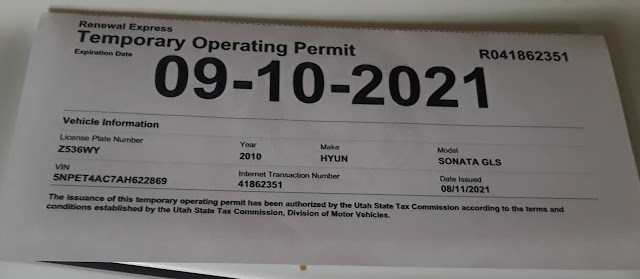 Renewal Express
Temporary Operating Permit
R041862351
Expiration Date
09-10-2021
Vehicle Information
License Plate Number Year Make Model
Z536WY 2010 HYUN SONATA GLS
VIN Internet Transaction Number Date Issued
5NPET4AC7AH622869 41862351 08/11/2021
The issuance of this temporary operating permit has been authorized by the Utah State Tax Commission according to the terms and
conditions established by the Utah State Tax Commission, Division of Motor Vehicles.